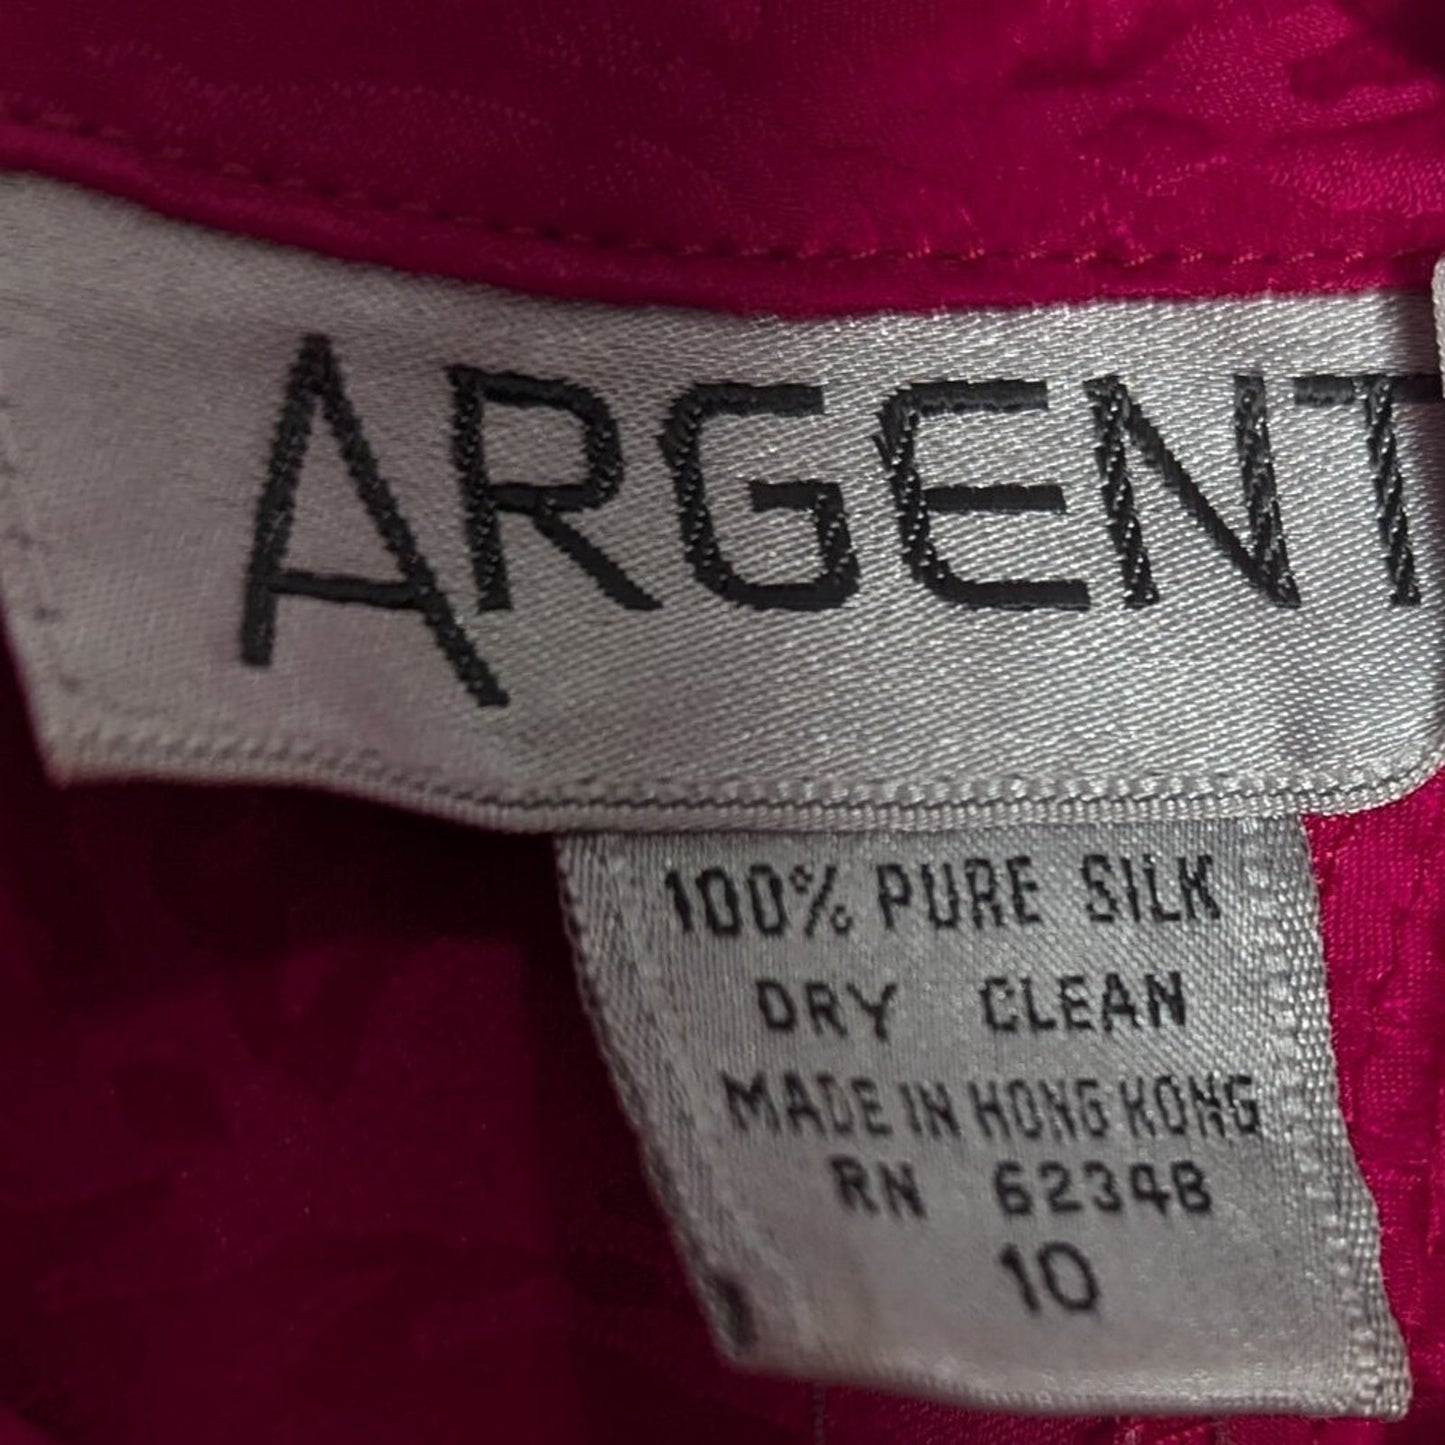 ARGENT
100% PURE SILK
DRY CLEAN
MADE IN HONG KONG
RN 62348
10